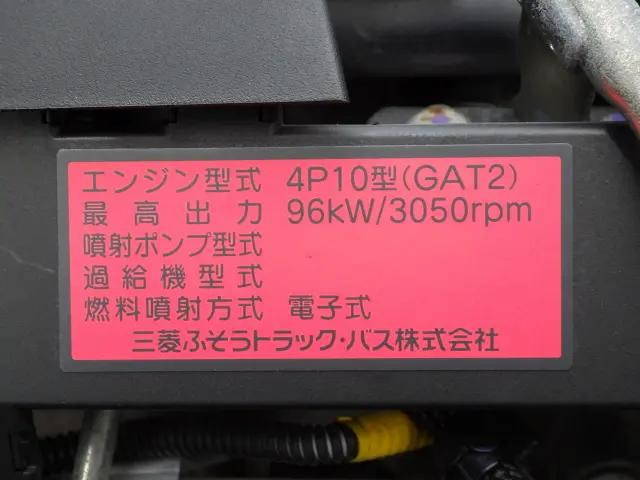 エンジン型式 4P10型(GAT2)
最高出力 96kW/3050rpm
噴射ポンプ型式
過給機型式
燃料噴射方式 電子式
三菱ふそうトラック・バス株式会社